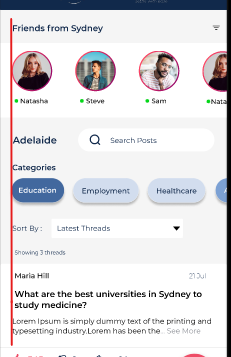 Friends from Sydney
Natasha
Steve
Sam
Nata
Adelaide
Search Posts
Categories
Education
Employment
Healthcare
Sort By :
Latest Threads
Showing 3 threads
Maria Hill
21 Jul
What are the best universities in Sydney to
study medicine?
Lorem Ipsum is simply dummy text of the printing and
typesetting industry.Lorem has been the ... See More